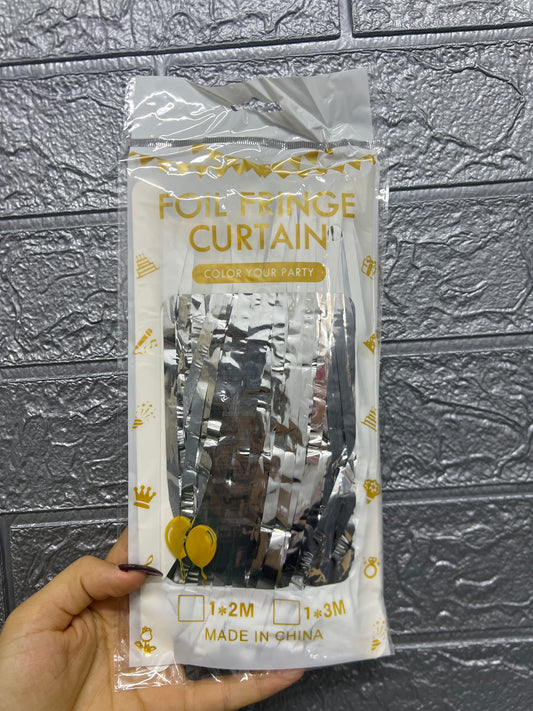 FOIL FRINGE
CURTAIN
COLOR YOUR PARTY
1*2M 1*3M
MADE IN CHINA